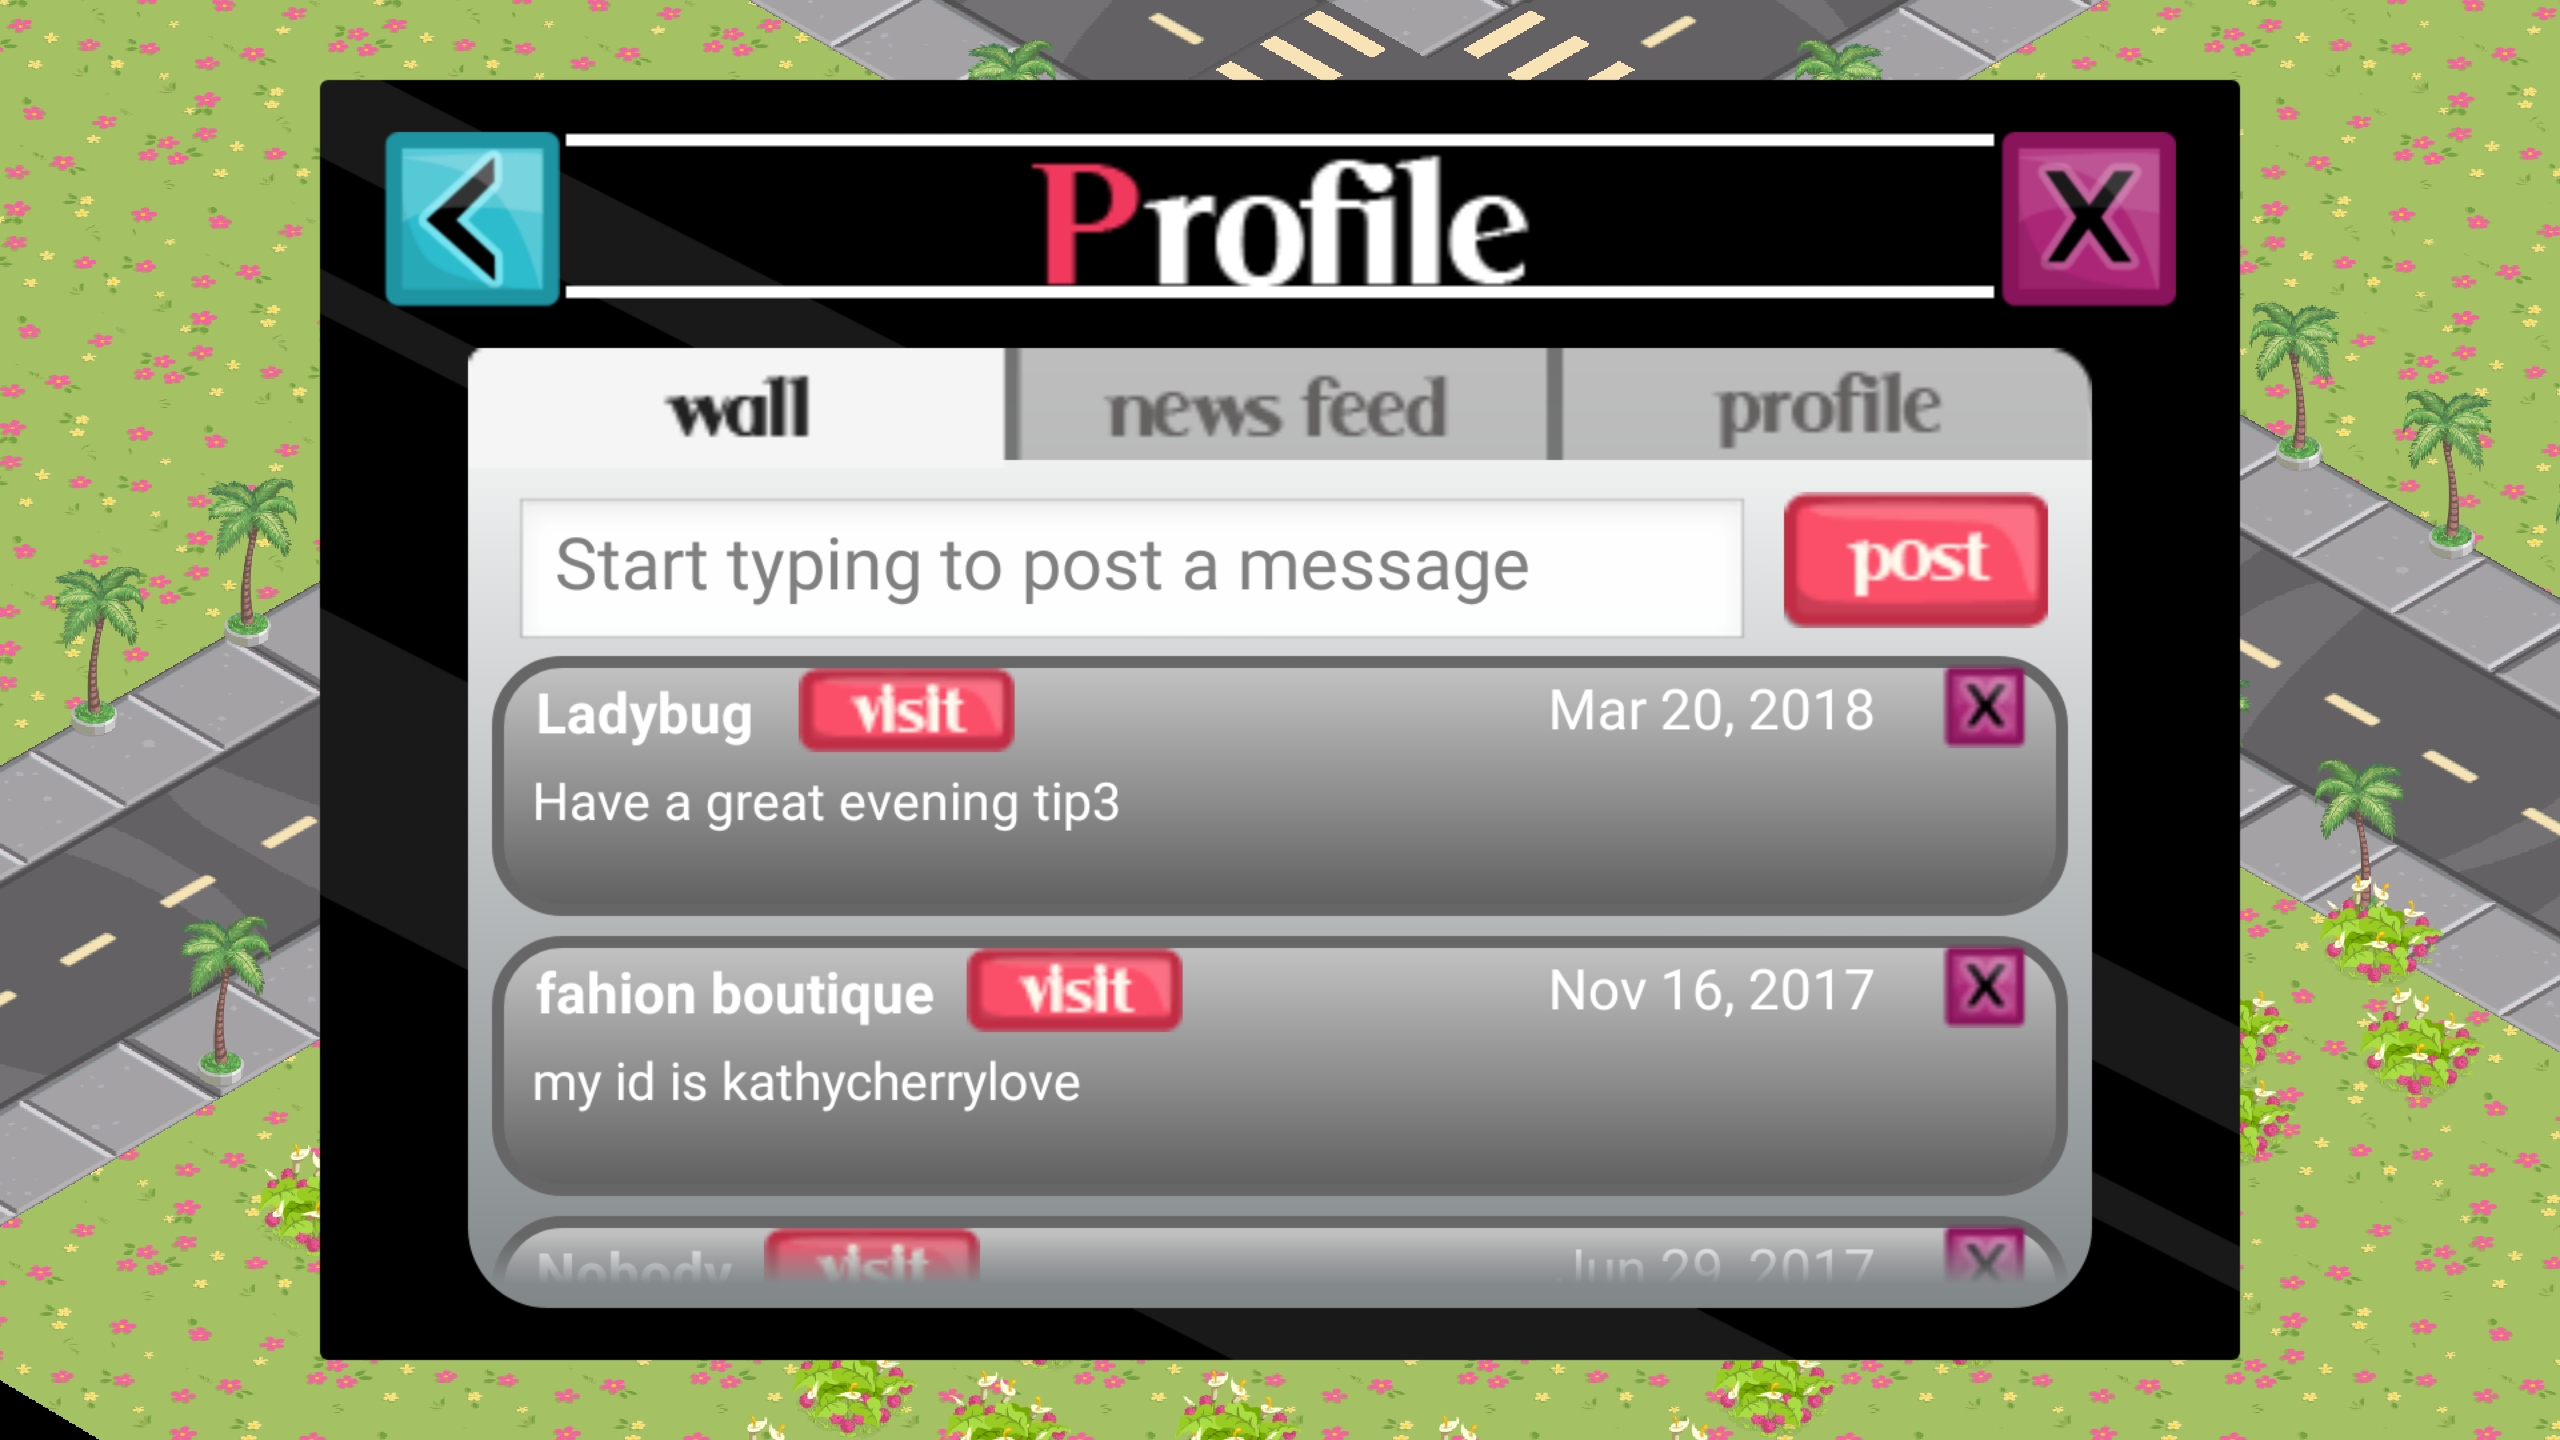 Profile
wall
news feed
profile
Start typing to post a message
post
Ladybug
visit
Mar 20, 2018
X
Have a great evening tip3
fahion boutique
visit
Nov 16, 2017
X
my id is kathycherrylove
Nobody
visit
Jun 29, 2017
X